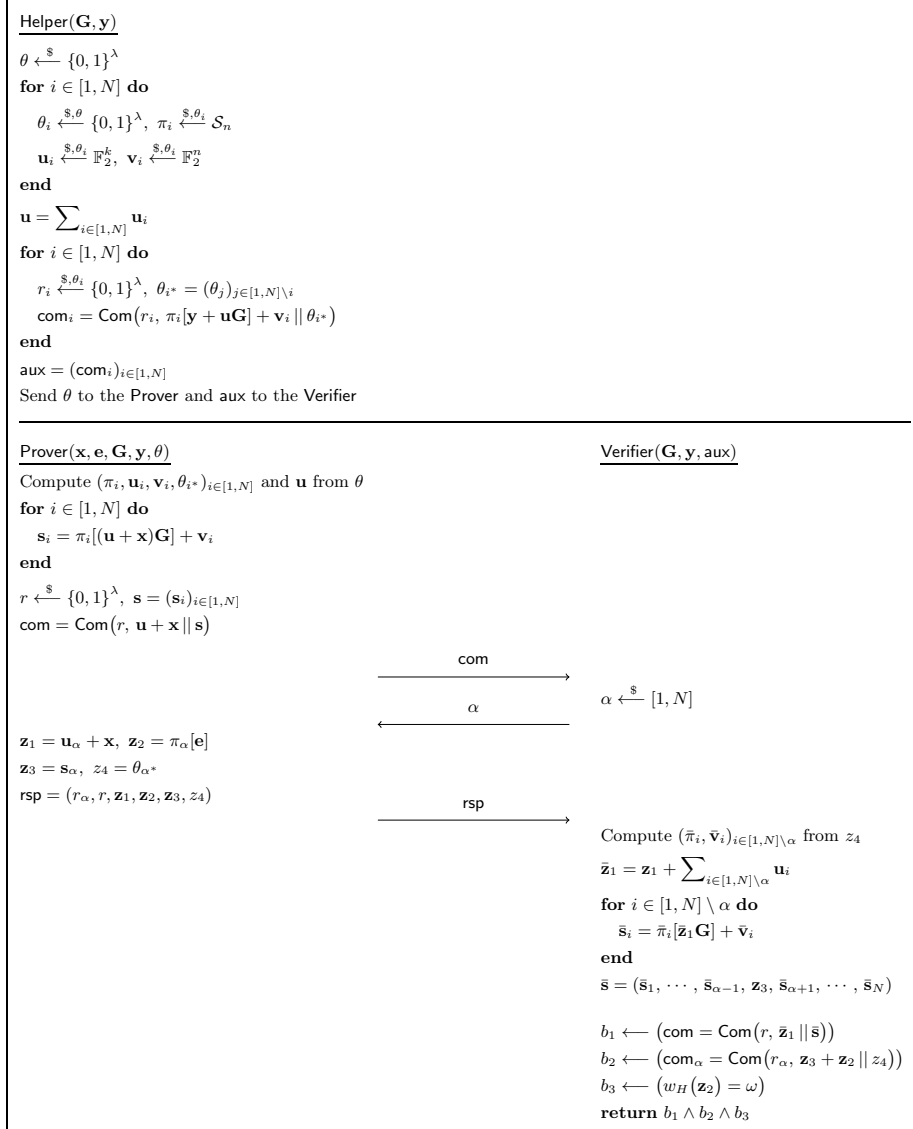 Helper(G, y)
θ ←$ {0, 1}^λ
for i ∈ [1, N] do
θ_i ←$,θ {0, 1}^λ, π_i ←$,θ_i S_n
u_i ←$,θ_i F_2^k, v_i ←$,θ_i F_2^n
end
u = ∑_{i∈[1,N]} u_i
for i ∈ [1, N] do
r_i ←$,θ_i {0, 1}^λ, θ_{i*} = (θ_j)_{j∈[1,N]\i}
com_i = Com(r_i, π_i[y + uG] + v_i || θ_{i*})
end
aux = (com_i)_{i∈[1,N]}
Send θ to the Prover and aux to the Verifier
Prover(x, e, G, y, θ)
Verifier(G, y, aux)
Compute (π_i, u_i, v_i, θ_{i*})_{i∈[1,N]} and u from θ
for i ∈ [1, N] do
s_i = π_i[(u + x)G] + v_i
end
r ←$ {0, 1}^λ, s = (s_i)_{i∈[1,N]}
com = Com(r, u + x || s)
com
α ←$ [1, N]
α
z_1 = u_α + x, z_2 = π_α[e]
z_3 = s_α, z_4 = θ_{α*}
rsp = (r_α, r, z_1, z_2, z_3, z_4)
rsp
Compute (π̄_i, v̄_i)_{i∈[1,N]\α} from z_4
z̄_1 = z_1 + ∑_{i∈[1,N]\α} u_i
for i ∈ [1, N] \ α do
s̄_i = π̄_i[z̄_1G] + v̄_i
end
s̄ = (s̄_1, ⋯ , s̄_{α−1}, z_3, s̄_{α+1}, ⋯ , s̄_N)
b_1 ⟵ (com = Com(r, z̄_1 || s̄))
b_2 ⟵ (com_α = Com(r_α, z_3 + z_2 || z_4))
b_3 ⟵ (w_H(z_2) = ω)
return b_1 ∧ b_2 ∧ b_3